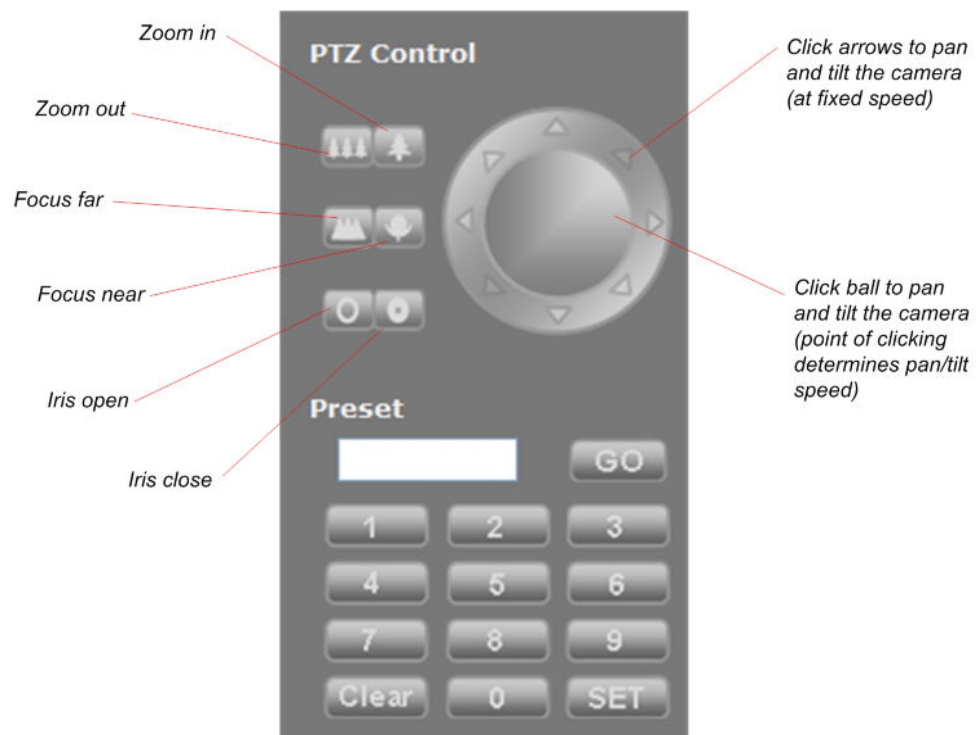 Zoom in
Zoom out
Focus far
Focus near
Iris open
Iris close
PTZ Control
Click arrows to pan
and tilt the camera
(at fixed speed)
Click ball to pan
and tilt the camera
(point of clicking
determines pan/tilt
speed)
Preset
GO
1 2 3
4 5 6
7 8 9
Clear 0 SET